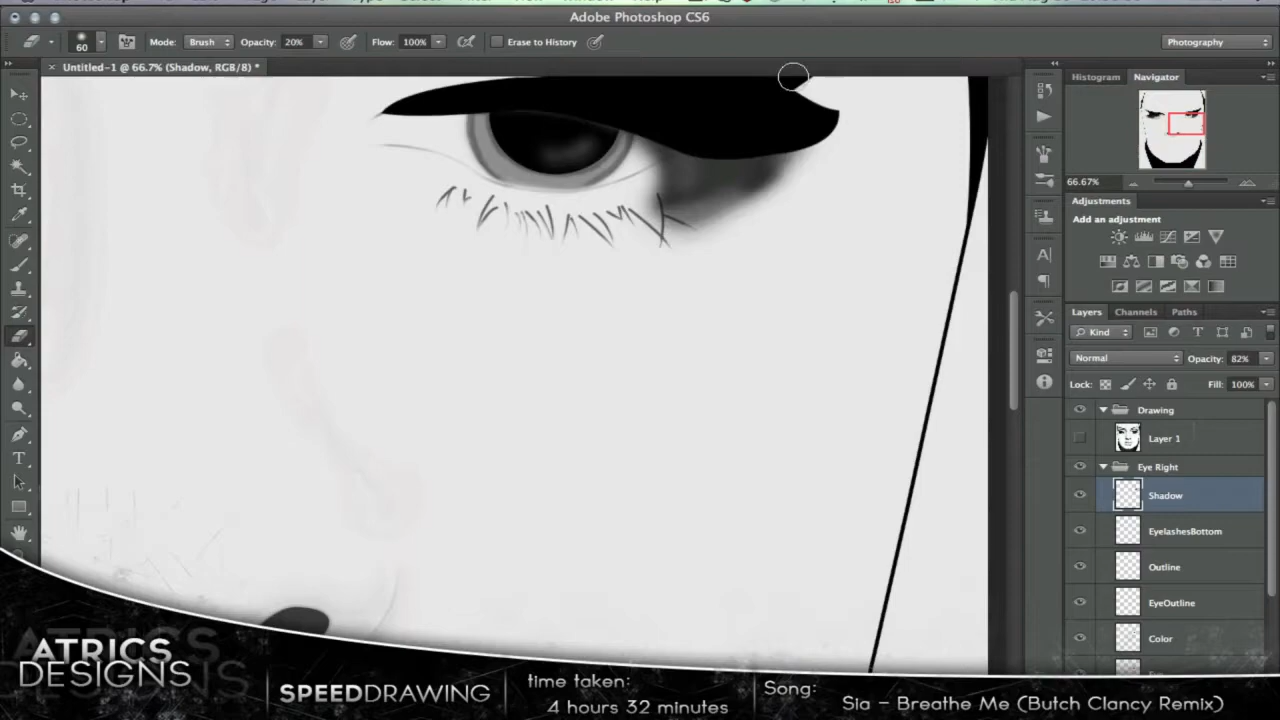 Adobe Photoshop CS6
60
Mode: Brush Opacity: 20% Flow: 100% Erase to History
Photography
× Untitled-1 @ 66.7% (Shadow, RGB/8) *
Histogram Navigator
66.67%
Adjustments
Add an adjustment
Layers Channels Paths
Kind
Normal Opacity: 82%
Lock: Fill: 100%
Drawing
Layer 1
Eye Right
Shadow
EyelashesBottom
Outline
EyeOutline
Color
ATRICS
DESIGNS
SPEEDDRAWING
time taken:
4 hours 32 minutes
Song:
Sia - Breathe Me (Butch Clancy Remix)